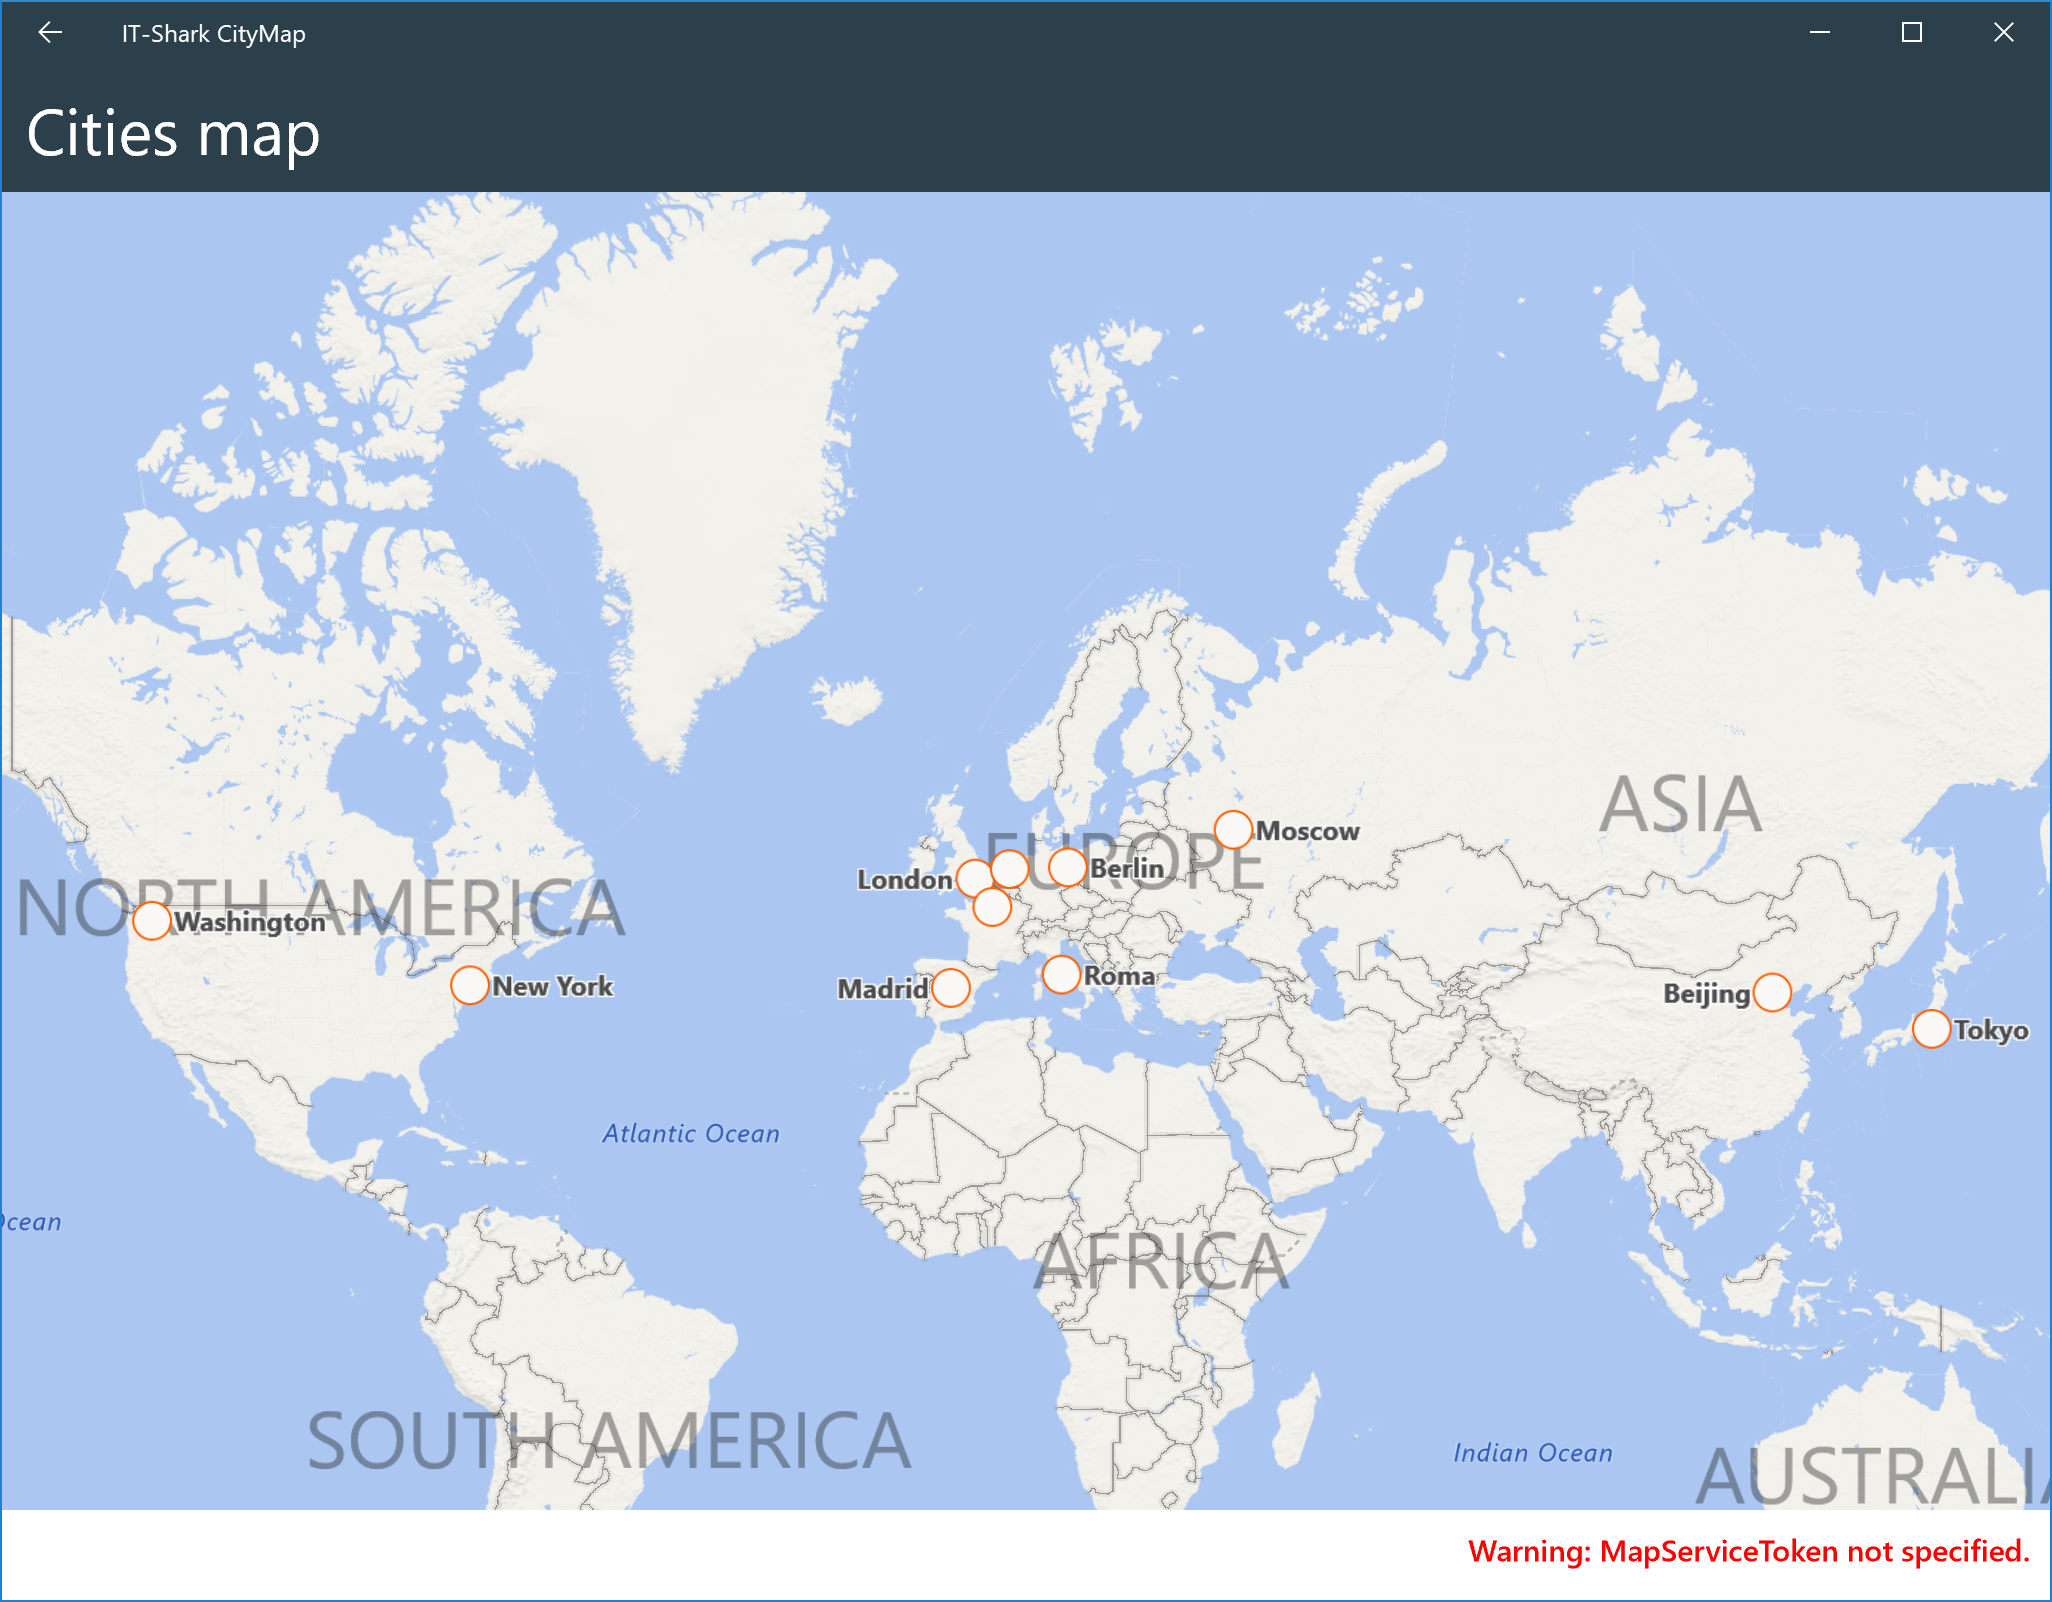 IT-Shark CityMap
Cities map
ASIA
Moscow
EUROPE
Berlin
London
NORTH AMERICA
Washington
Roma
New York
Madrid
Beijing
Tokyo
Atlantic Ocean
cean
AFRICA
SOUTH AMERICA
Indian Ocean
AUSTRALIA
Warning: MapServiceToken not specified.